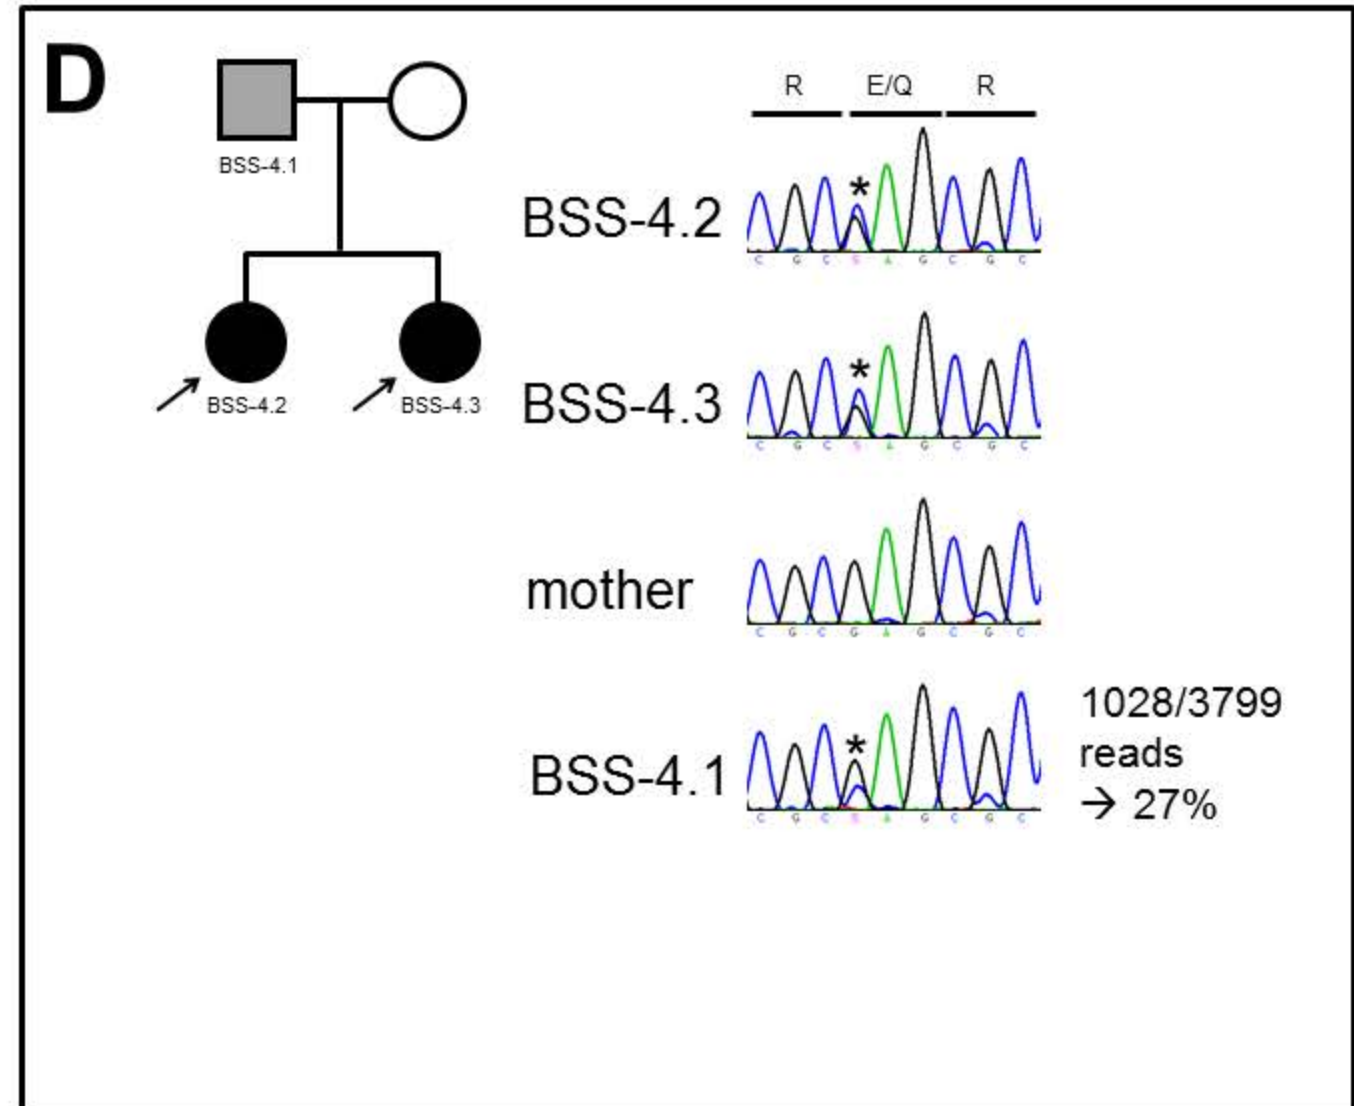 D
BSS-4.1
BSS-4.2
BSS-4.3
R E/Q R
BSS-4.2
*
C G C S A G C G C
BSS-4.3
*
C G C S A G C G C
mother
C G C G A G C G C
BSS-4.1
*
C G C S A G C G C
1028/3799
reads
→ 27%